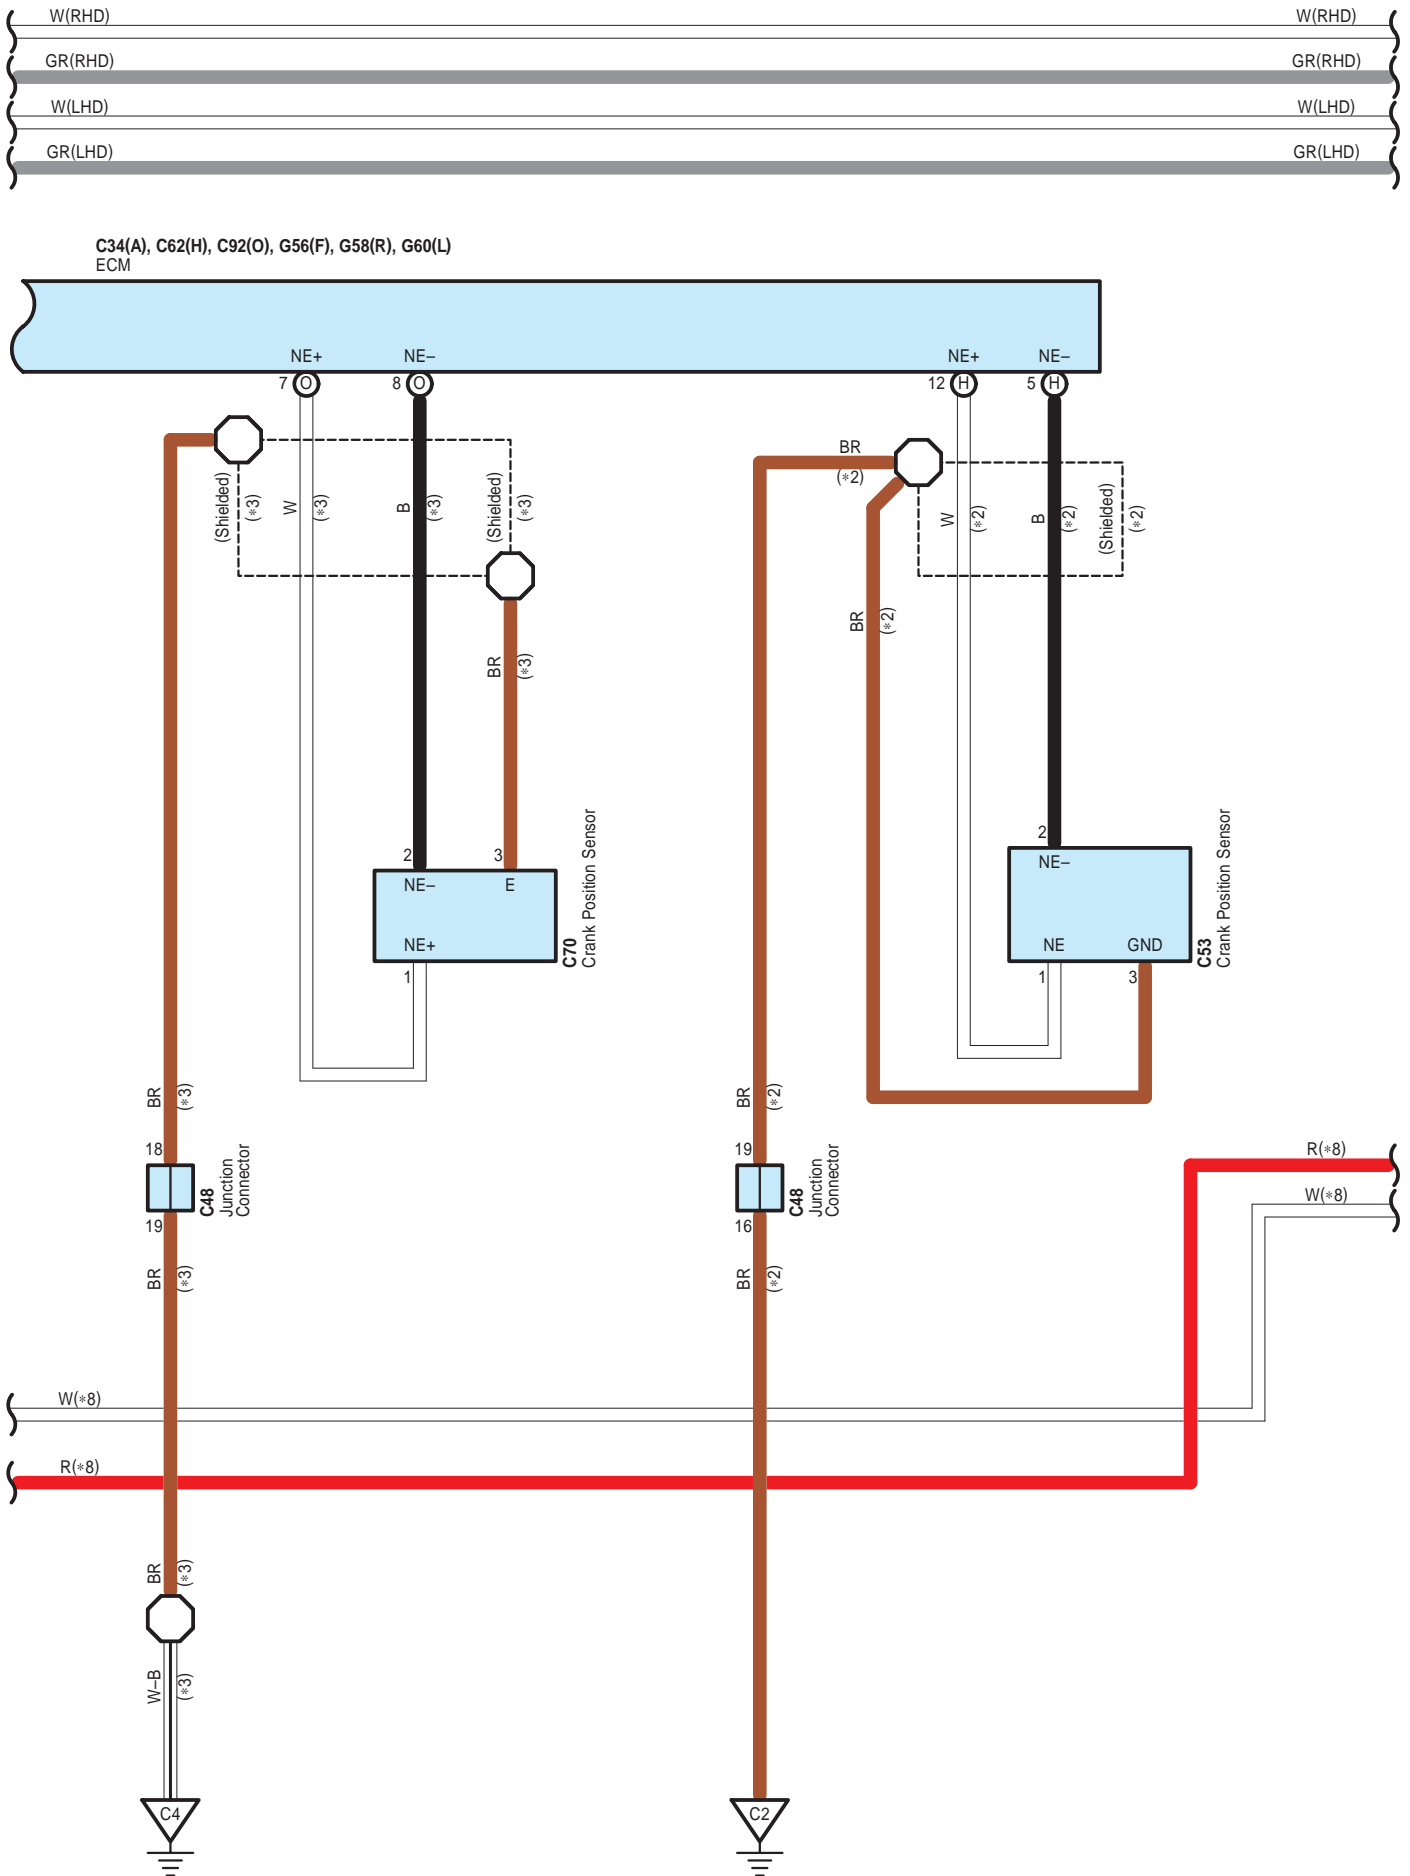 W(RHD) W(RHD)
GR(RHD) GR(RHD)
W(LHD) W(LHD)
GR(LHD) GR(LHD)
C34(A), C62(H), C92(O), G56(F), G58(R), G60(L)
ECM
NE+ NE– NE+ NE–
7 O 8 O 12 H 5 H
BR
(*2)
(Shielded)
(*3)
W
(*3)
B
(*3)
(Shielded)
(*3)
W
(*2)
B
(*2)
(Shielded)
(*2)
BR
(*3)
BR
(*2)
2 3
NE– E
NE+
1
C70
Crank Position Sensor
2
NE–
NE GND
1 3
C53
Crank Position Sensor
BR
(*3)
BR
(*2)
18
C48
Junction
Connector
19
19
C48
Junction
Connector
16
R(*8)
W(*8)
BR
(*3)
BR
(*2)
W(*8)
R(*8)
BR
(*3)
W–B
(*3)
C4
C2